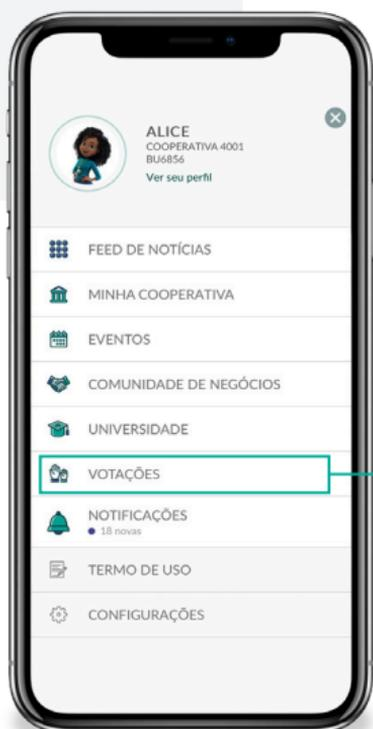 ALICE
COOPERATIVA 4001
BU6856
Ver seu perfil
FEED DE NOTÍCIAS
MINHA COOPERATIVA
EVENTOS
COMUNIDADE DE NEGÓCIOS
UNIVERSIDADE
VOTAÇÕES
NOTIFICAÇÕES
18 novas
TERMO DE USO
CONFIGURAÇÕES